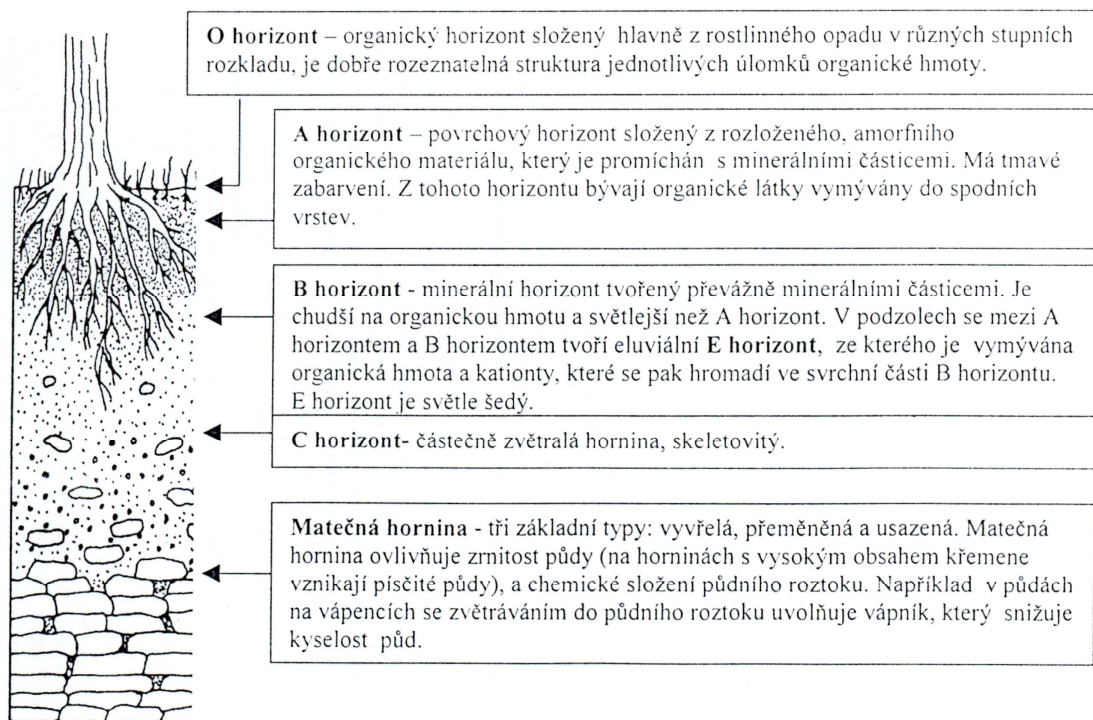 O horizont – organický horizont složený hlavně z rostlinného opadu v různých stupních
rozkladu, je dobře rozeznatelná struktura jednotlivých úlomků organické hmoty.
A horizont – povrchový horizont složený z rozloženého, amorfního
organického materiálu, který je promíchán s minerálními částicemi. Má tmavé
zabarvení. Z tohoto horizontu bývají organické látky vymývány do spodních
vrstev.
B horizont - minerální horizont tvořený převážně minerálními částicemi. Je
chudší na organickou hmotu a světlejší než A horizont. V podzolech se mezi A
horizontem a B horizontem tvoří eluviální E horizont, ze kterého je vymývána
organická hmota a kationty, které se pak hromadí ve svrchní části B horizontu.
E horizont je světle šedý.
C horizont- částečně zvětralá hornina, skeletovitý.
Matečná hornina - tři základní typy: vyvřelá, přeměněná a usazená. Matečná
hornina ovlivňuje zrnitost půdy (na horninách s vysokým obsahem křemene
vznikají písčité půdy), a chemické složení půdního roztoku. Například v půdách
na vápencích se zvětráváním do půdního roztoku uvolňuje vápník, který snižuje
kyselost půd.